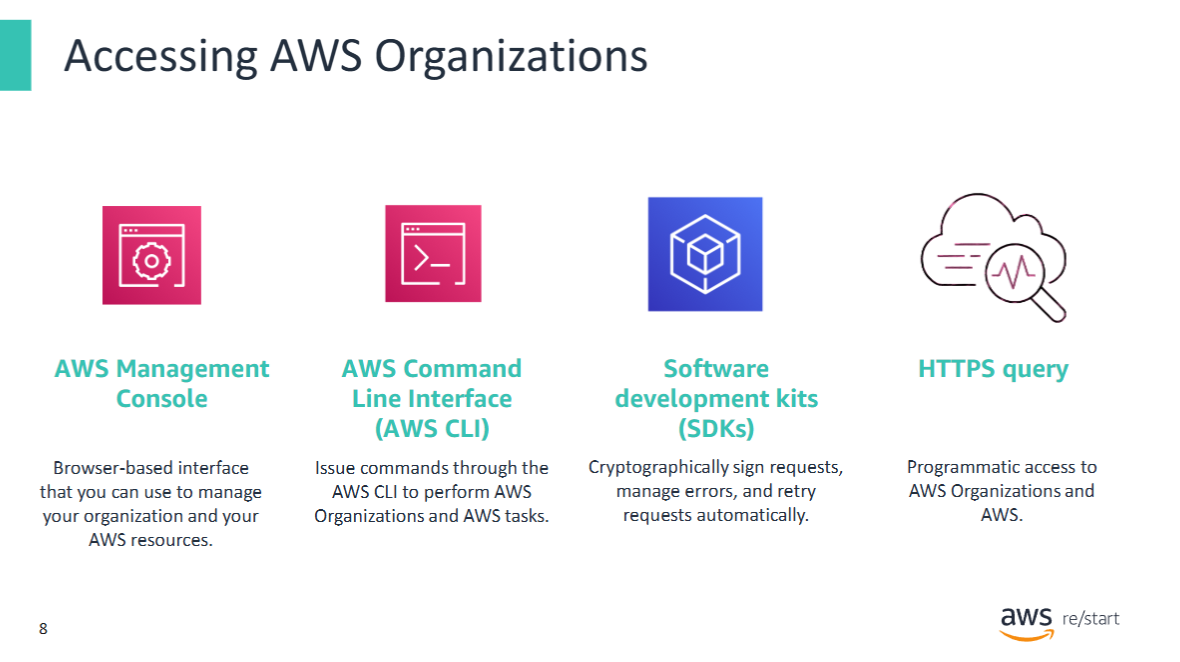 Accessing AWS Organizations
AWS Management
Console
Browser-based interface
that you can use to manage
your organization and your
AWS resources.
AWS Command
Line Interface
(AWS CLI)
Issue commands through the
AWS CLI to perform AWS
Organizations and AWS tasks.
Software
development kits
(SDKs)
Cryptographically sign requests,
manage errors, and retry
requests automatically.
HTTPS query
Programmatic access to
AWS Organizations and
AWS.
8
aws re/start